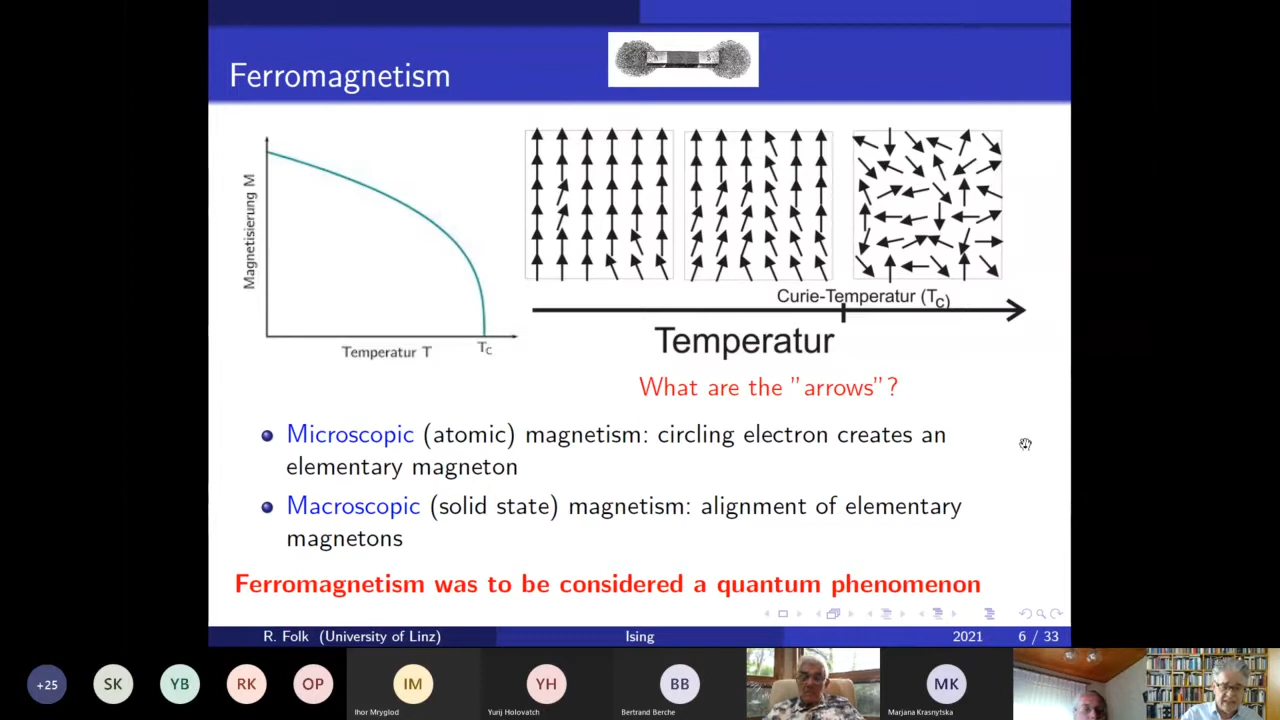 Ferromagnetism
N
S
Magnetisierung M
Temperatur T
TC
Curie-Temperatur (TC)
Temperatur
What are the "arrows"?
Microscopic (atomic) magnetism: circling electron creates an
elementary magneton
Macroscopic (solid state) magnetism: alignment of elementary
magnetons
Ferromagnetism was to be considered a quantum phenomenon
R. Folk (University of Linz)
Ising
2021
6 / 33
+25
SK
YB
RK
OP
IM
Ihor Mryglod
YH
Yurij Holovatch
BB
Bertrand Berche
MK
Marjana Krasnytska